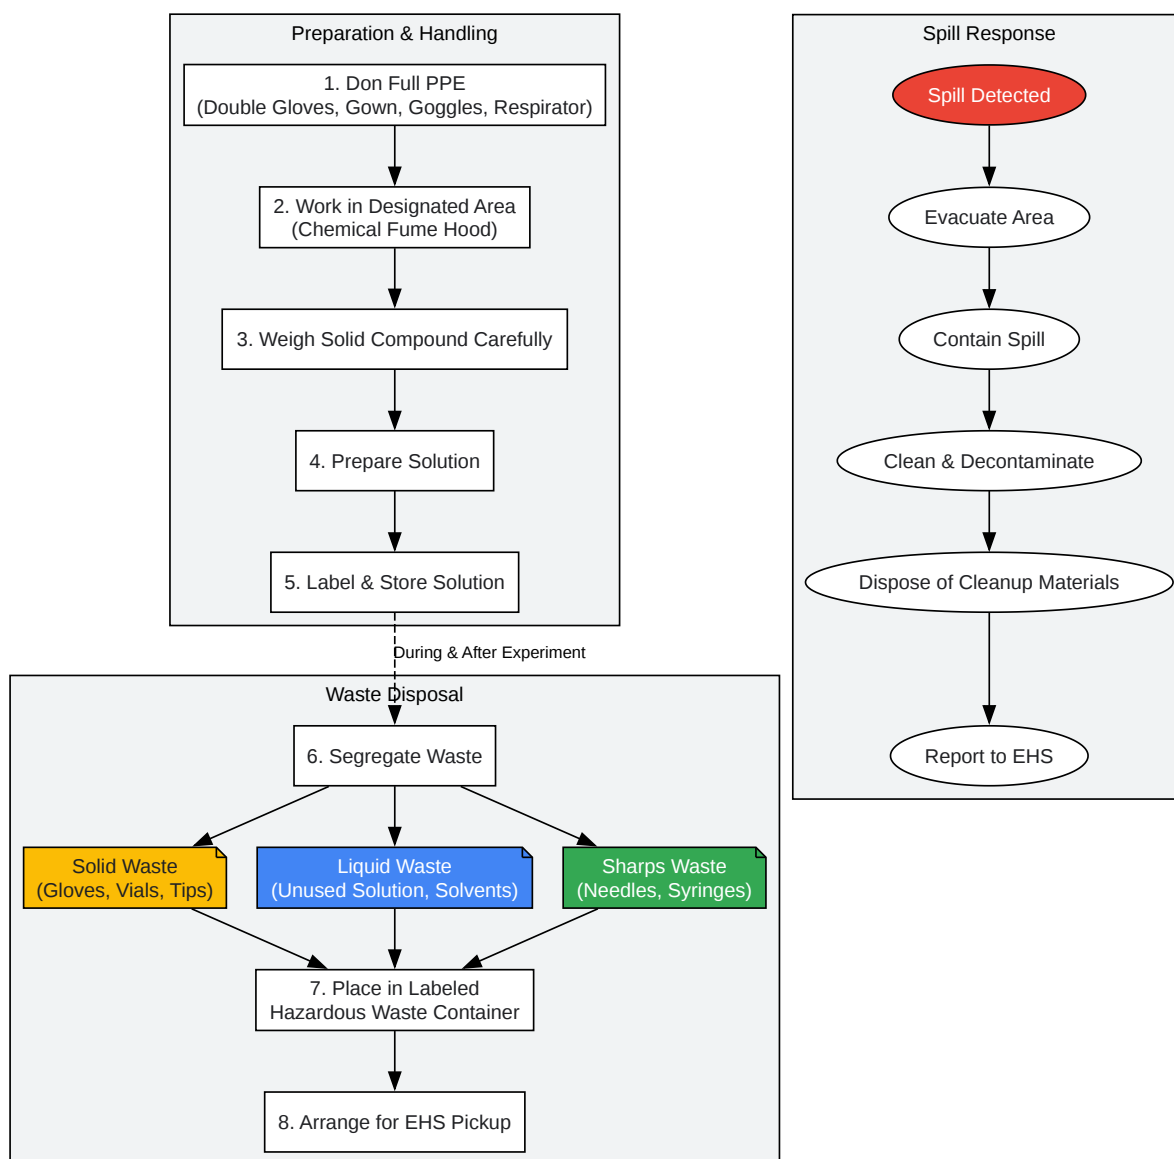 Preparation & Handling
1. Don Full PPE
(Double Gloves, Gown, Goggles, Respirator)
2. Work in Designated Area
(Chemical Fume Hood)
3. Weigh Solid Compound Carefully
4. Prepare Solution
5. Label & Store Solution
During & After Experiment
Waste Disposal
6. Segregate Waste
Solid Waste
(Gloves, Vials, Tips)
Liquid Waste
(Unused Solution, Solvents)
Sharps Waste
(Needles, Syringes)
7. Place in Labeled
Hazardous Waste Container
8. Arrange for EHS Pickup
Spill Response
Spill Detected
Evacuate Area
Contain Spill
Clean & Decontaminate
Dispose of Cleanup Materials
Report to EHS